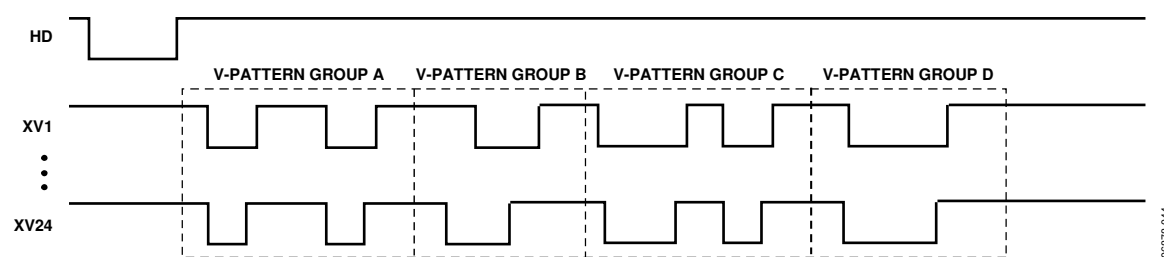 HD
V-PATTERN GROUP A V-PATTERN GROUP B V-PATTERN GROUP C V-PATTERN GROUP D
XV1
XV24